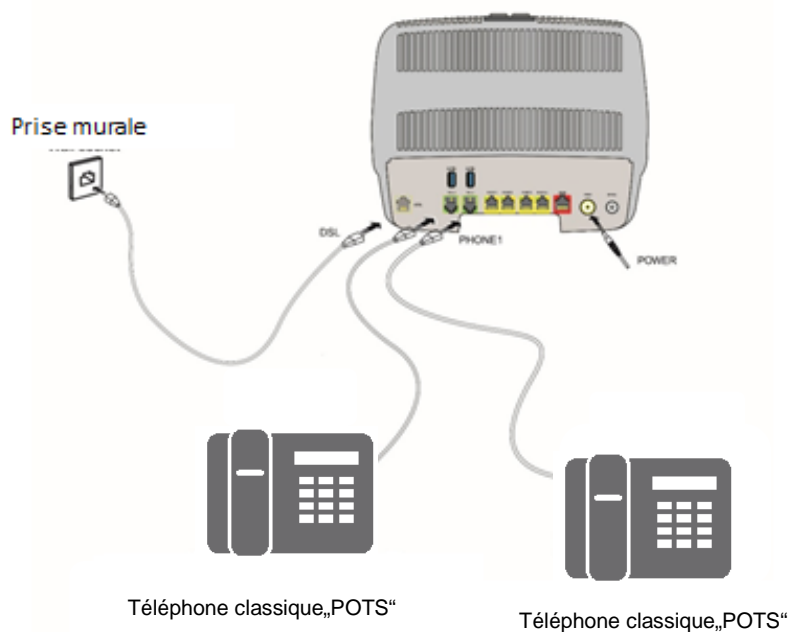 Prise murale
DSL
PHONE1
POWER
Téléphone classique„POTS“
Téléphone classique„POTS“